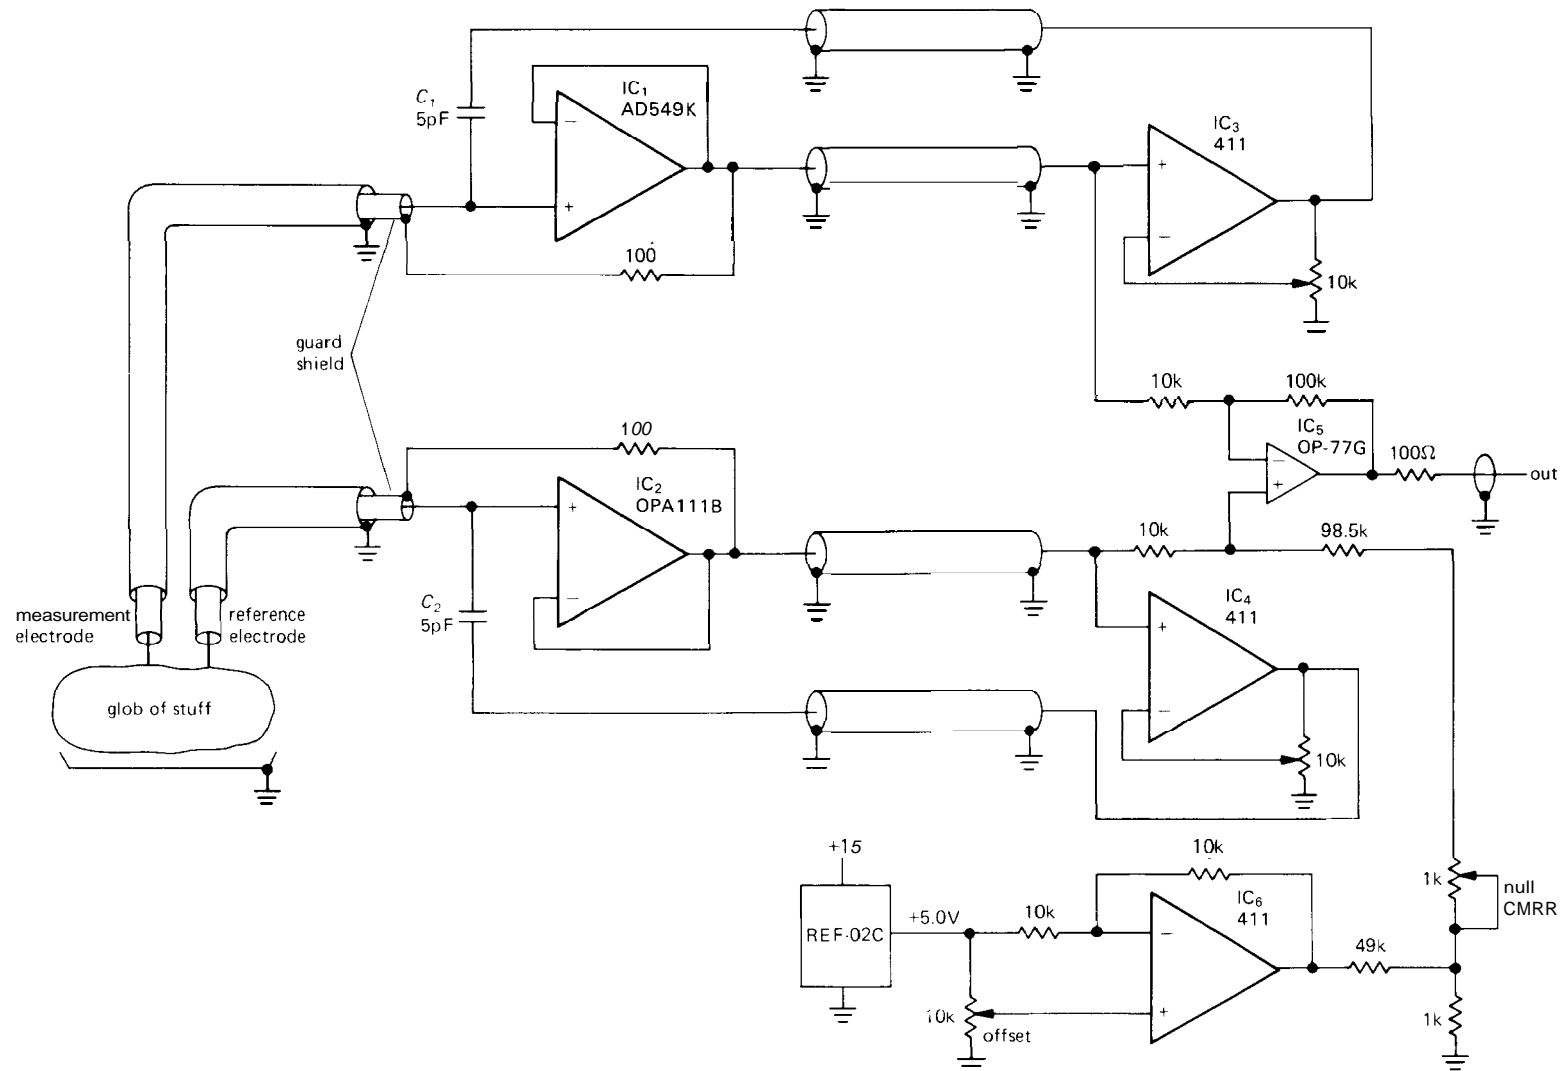 C₁
5pF
−
+
IC₁
AD549K
100
IC₃
411
+
−
10k
guard
shield
10k
100k
IC₅
OP-77G
−
+
100Ω
out
100
IC₂
OPA111B
+
−
C₂
5pF
10k
98.5k
IC₄
411
+
−
10k
measurement
electrode
reference
electrode
glob of stuff
+15
REF-02C
+5.0V
10k
10k
IC₆
411
−
+
10k
offset
49k
1k
null
CMRR
1k